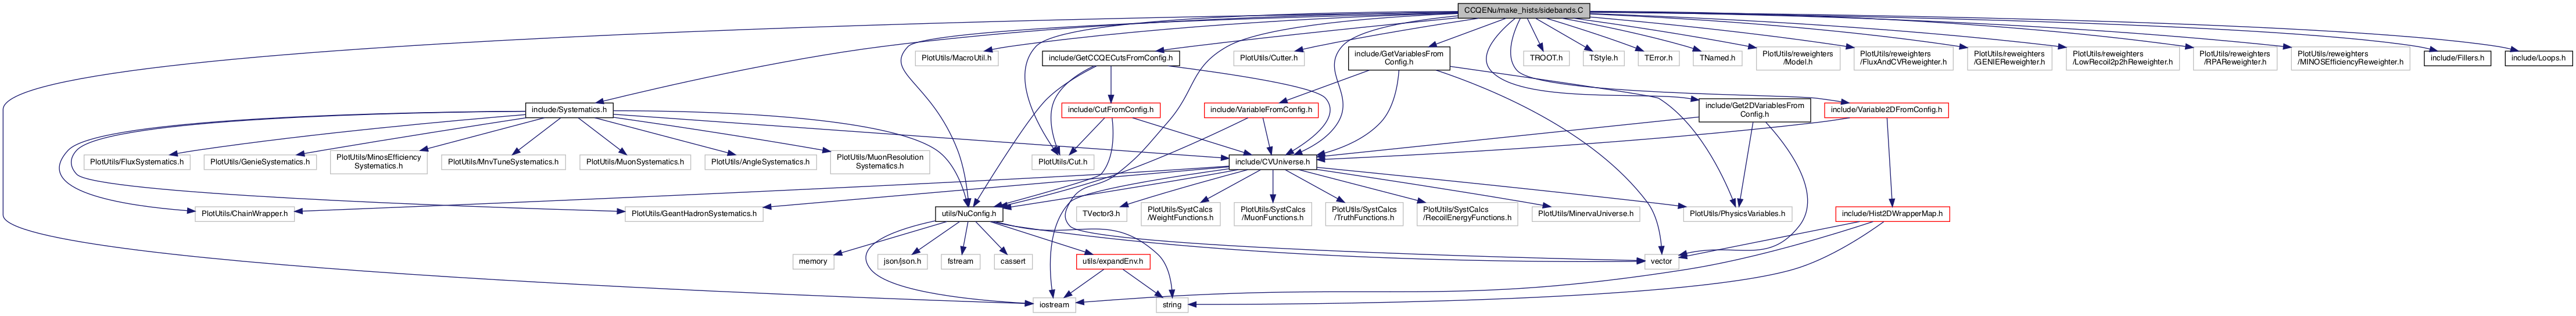 CCQENu/make_hists/sidebands.C
PlotUtils/MacroUtil.h
include/GetCCQECutsFromConfig.h
PlotUtils/Cutter.h
include/GetVariablesFrom
Config.h
TROOT.h
TStyle.h
TError.h
TNamed.h
PlotUtils/reweighters
/Model.h
PlotUtils/reweighters
/FluxAndCVReweighter.h
PlotUtils/reweighters
/GENIEReweighter.h
PlotUtils/reweighters
/LowRecoil2p2hReweighter.h
PlotUtils/reweighters
/RPAReweighter.h
PlotUtils/reweighters
/MINOSEfficiencyReweighter.h
include/Fillers.h
include/Loops.h
include/Systematics.h
include/CutFromConfig.h
include/VariableFromConfig.h
include/Get2DVariablesFrom
Config.h
include/Variable2DFromConfig.h
PlotUtils/FluxSystematics.h
PlotUtils/GenieSystematics.h
PlotUtils/MinosEfficiency
Systematics.h
PlotUtils/MnvTuneSystematics.h
PlotUtils/MuonSystematics.h
PlotUtils/AngleSystematics.h
PlotUtils/MuonResolution
Systematics.h
PlotUtils/Cut.h
include/CVUniverse.h
PlotUtils/ChainWrapper.h
PlotUtils/GeantHadronSystematics.h
utils/NuConfig.h
TVector3.h
PlotUtils/SystCalcs
/WeightFunctions.h
PlotUtils/SystCalcs
/MuonFunctions.h
PlotUtils/SystCalcs
/TruthFunctions.h
PlotUtils/SystCalcs
/RecoilEnergyFunctions.h
PlotUtils/MinervaUniverse.h
PlotUtils/PhysicsVariables.h
include/Hist2DWrapperMap.h
memory
json/json.h
fstream
cassert
utils/expandEnv.h
vector
iostream
string